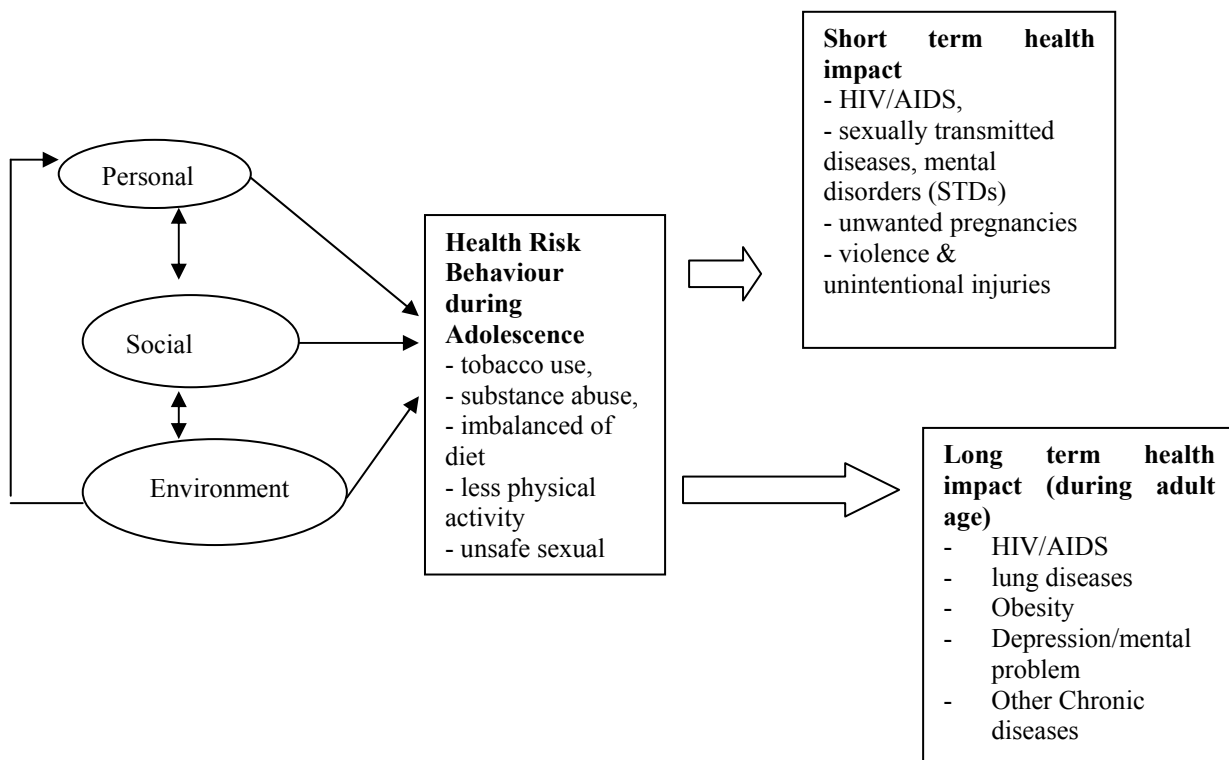 Personal
Social
Environment
Health Risk
Behaviour
during
Adolescence
- tobacco use,
- substance abuse,
- imbalanced of
diet
- less physical
activity
- unsafe sexual
Short term health
impact
- HIV/AIDS,
- sexually transmitted
diseases, mental
disorders (STDs)
- unwanted pregnancies
- violence &
unintentional injuries
Long term health
impact (during adult
age)
- HIV/AIDS
- lung diseases
- Obesity
- Depression/mental
problem
- Other Chronic
diseases